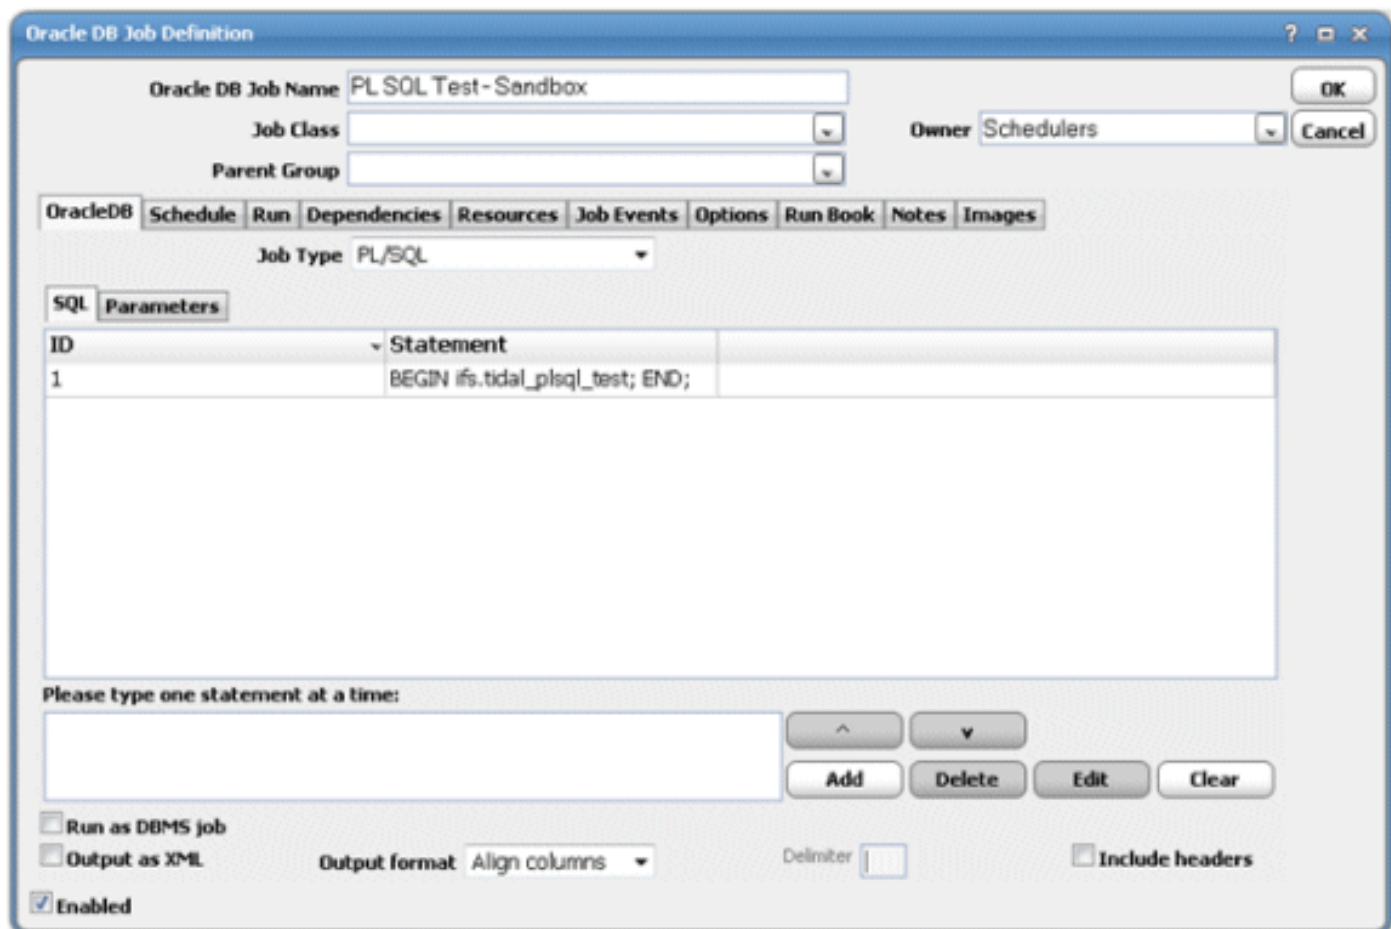 Oracle DB Job Definition
Oracle DB Job Name PL SQL Test-Sandbox OK
Job Class Owner Schedulers Cancel
Parent Group
OracleDB Schedule Run Dependencies Resources Job Events Options Run Book Notes Images
Job Type PL/SQL
SQL Parameters
ID Statement
1 BEGIN ifs.tidal_plsql_test; END;
Please type one statement at a time:
^ v
Add Delete Edit Clear
Run as DBMS job
Output as XML Output format Align columns Delimiter Include headers
Enabled